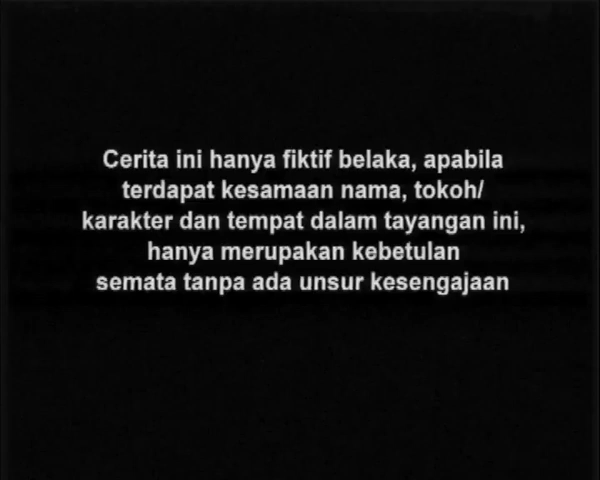 Cerita ini hanya fiktif belaka, apabila
terdapat kesamaan nama, tokoh/
karakter dan tempat dalam tayangan ini,
hanya merupakan kebetulan
semata tanpa ada unsur kesengajaan